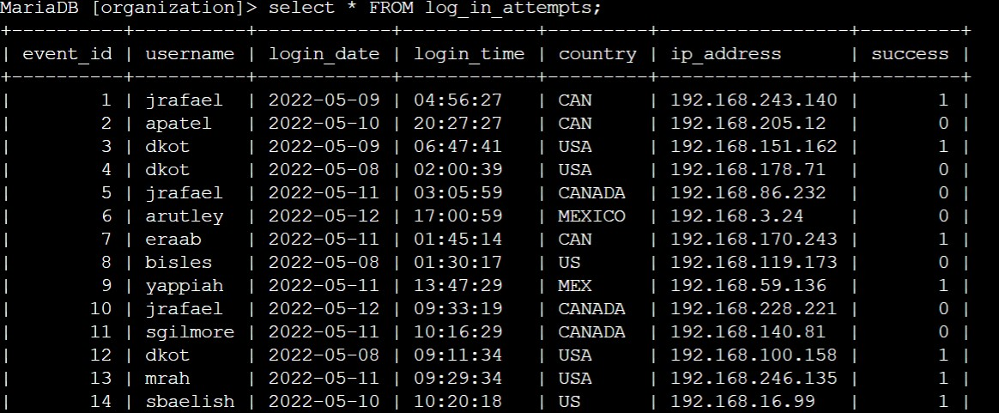 MariaDB [organization]> select * FROM log_in_attempts;
+----------+----------+------------+------------+---------+-----------------+---------+
| event_id | username | login_date | login_time | country | ip_address      | success |
+----------+----------+------------+------------+---------+-----------------+---------+
|        1 | jrafael  | 2022-05-09 | 04:56:27   | CAN     | 192.168.243.140 |       1 |
|        2 | apatel   | 2022-05-10 | 20:27:27   | CAN     | 192.168.205.12  |       0 |
|        3 | dkot     | 2022-05-09 | 06:47:41   | USA     | 192.168.151.162 |       1 |
|        4 | dkot     | 2022-05-08 | 02:00:39   | USA     | 192.168.178.71  |       0 |
|        5 | jrafael  | 2022-05-11 | 03:05:59   | CANADA  | 192.168.86.232  |       0 |
|        6 | arutley  | 2022-05-12 | 17:00:59   | MEXICO  | 192.168.3.24    |       0 |
|        7 | eraab    | 2022-05-11 | 01:45:14   | CAN     | 192.168.170.243 |       1 |
|        8 | bisles   | 2022-05-08 | 01:30:17   | US      | 192.168.119.173 |       0 |
|        9 | yappiah  | 2022-05-11 | 13:47:29   | MEX     | 192.168.59.136  |       1 |
|       10 | jrafael  | 2022-05-12 | 09:33:19   | CANADA  | 192.168.228.221 |       0 |
|       11 | sgilmore | 2022-05-11 | 10:16:29   | CANADA  | 192.168.140.81  |       0 |
|       12 | dkot     | 2022-05-08 | 09:11:34   | USA     | 192.168.100.158 |       1 |
|       13 | mrah     | 2022-05-11 | 09:29:34   | USA     | 192.168.246.135 |       1 |
|       14 | sbaelish | 2022-05-10 | 10:20:18   | US      | 192.168.16.99   |       1 |